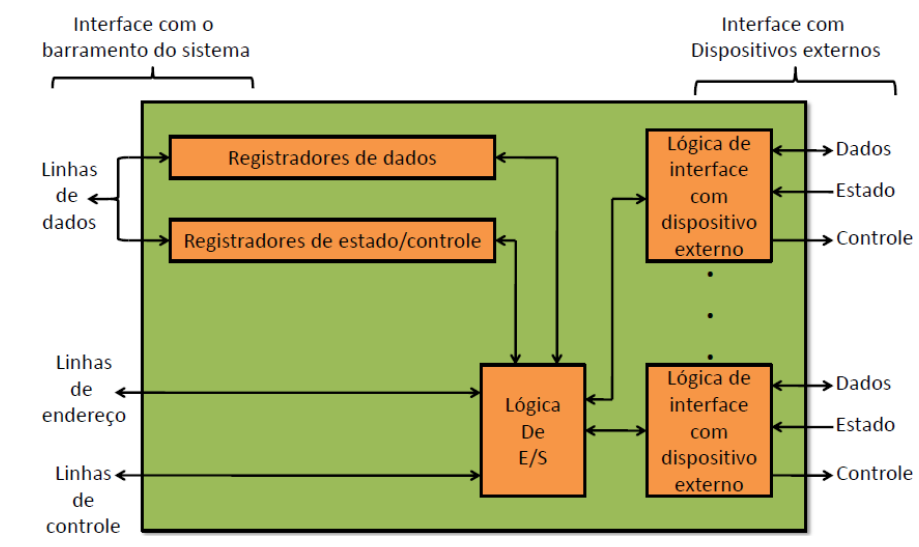 Interface com o
barramento do sistema
Interface com
Dispositivos externos
Linhas
de
dados
Registradores de dados
Registradores de estado/controle
Lógica de
interface
com
dispositivo
externo
Dados
Estado
Controle
.
.
.
Linhas
de
endereço
Linhas
de
controle
Lógica
De
E/S
Lógica de
interface
com
dispositivo
externo
Dados
Estado
Controle